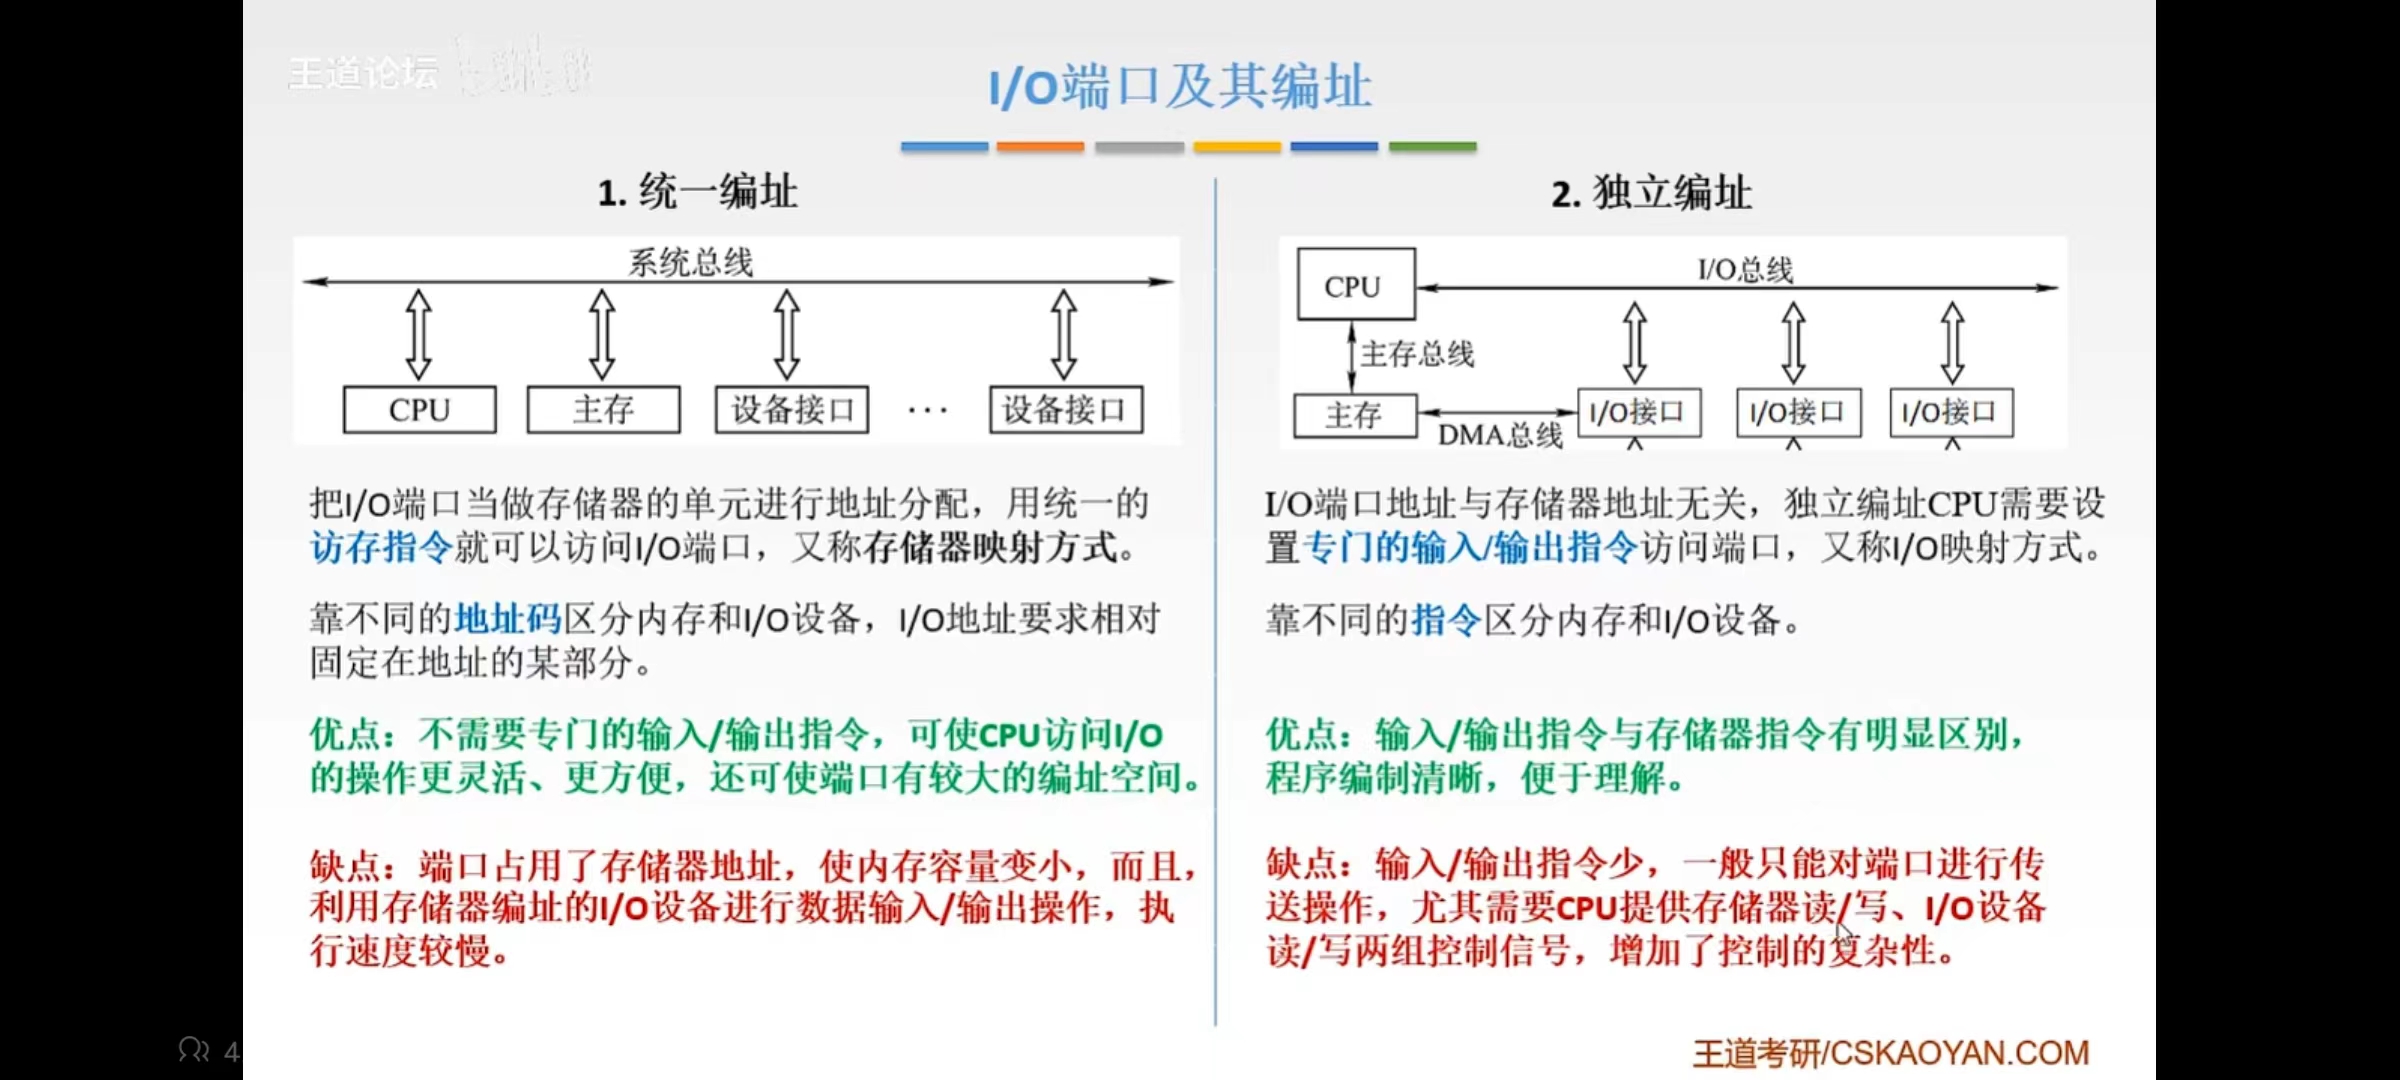 王道论坛
I/O端口及其编址
1. 统一编址
系统总线
CPU
主存
设备接口
...
设备接口
把I/O端口当做存储器的单元进行地址分配，用统一的
访存指令就可以访问I/O端口，又称存储器映射方式。
靠不同的地址码区分内存和I/O设备，I/O地址要求相对
固定在地址的某部分。
优点：不需要专门的输入/输出指令，可使CPU访问I/O
的操作更灵活、更方便，还可使端口有较大的编址空间。
缺点：端口占用了存储器地址，使内存容量变小，而且，
利用存储器编址的I/O设备进行数据输入/输出操作，执
行速度较慢。
2. 独立编址
CPU
I/O总线
主存总线
主存
DMA总线
I/O接口
I/O接口
I/O接口
I/O端口地址与存储器地址无关，独立编址CPU需要设
置专门的输入/输出指令访问端口，又称I/O映射方式。
靠不同的指令区分内存和I/O设备。
优点：输入/输出指令与存储器指令有明显区别，
程序编制清晰，便于理解。
缺点：输入/输出指令少，一般只能对端口进行传
送操作，尤其需要CPU提供存储器读/写、I/O设备
读/写两组控制信号，增加了控制的复杂性。
4
王道考研/CSKAOYAN.COM